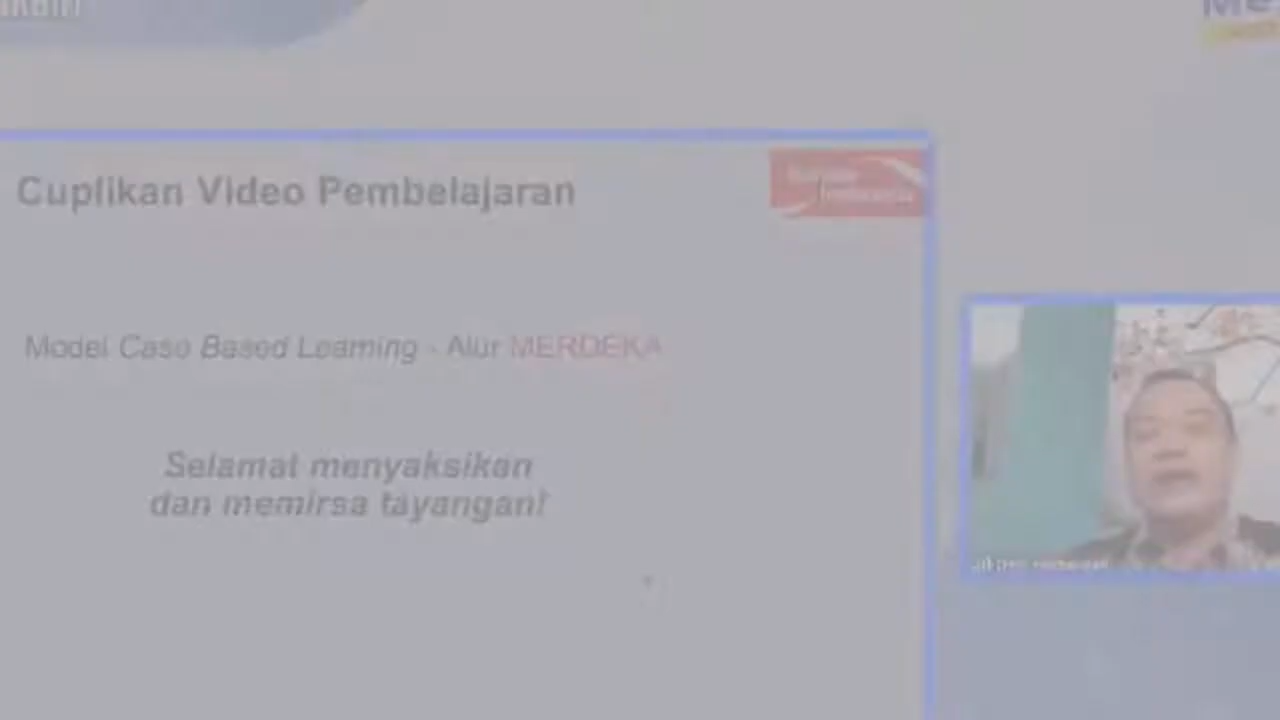 Cuplikan Video Pembelajaran
Model Case Based Learning - Alur MERDEKA
Selamat menyaksikan
dan memirsa tayangan!